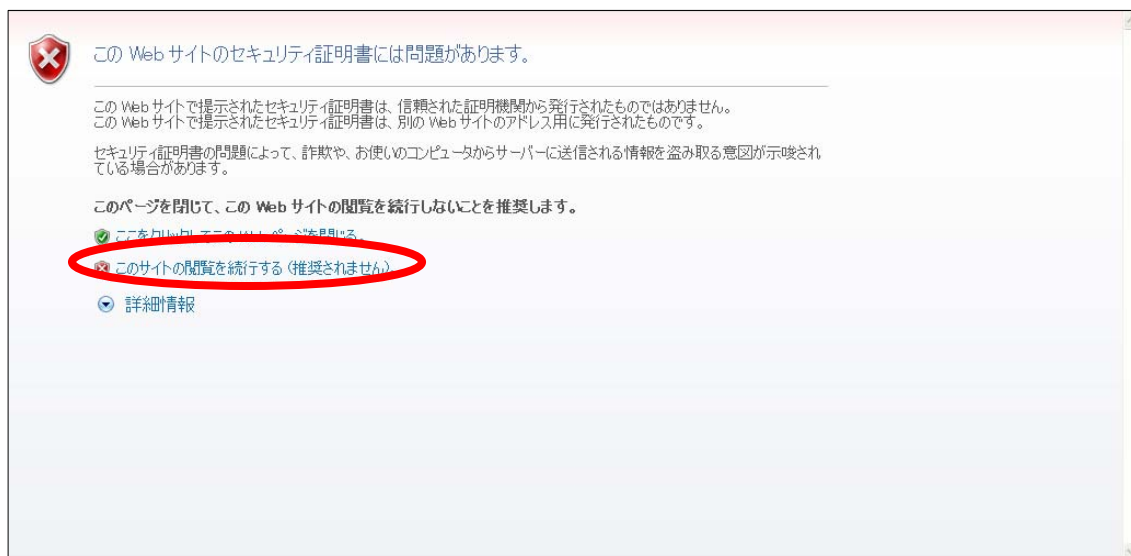 この Web サイトのセキュリティ証明書には問題があります。
この Web サイトで提示されたセキュリティ証明書は、信頼された証明機関から発行されたものではありません。
この Web サイトで提示されたセキュリティ証明書は、別の Web サイトのアドレス用に発行されたものです。
セキュリティ証明書の問題によって、詐欺や、お使いのコンピュータからサーバーに送信される情報を盗み取る意図が示唆され
ている場合があります。
このページを閉じて、この Web サイトの閲覧を続行しないことを推奨します。
ここをクリックしてこの Web ページを閉じる。
このサイトの閲覧を続行する (推奨されません)。
詳細情報